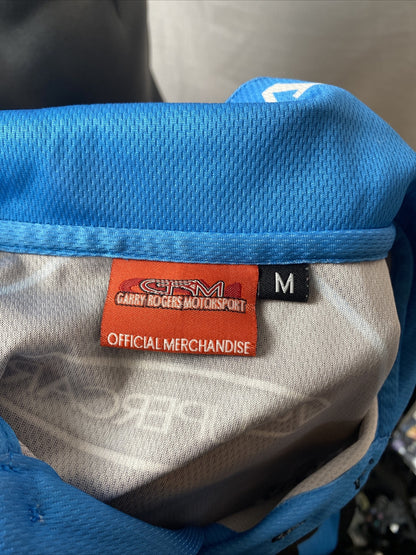 GRM
GARRY ROGERS MOTORSPORT
OFFICIAL MERCHANDISE
M